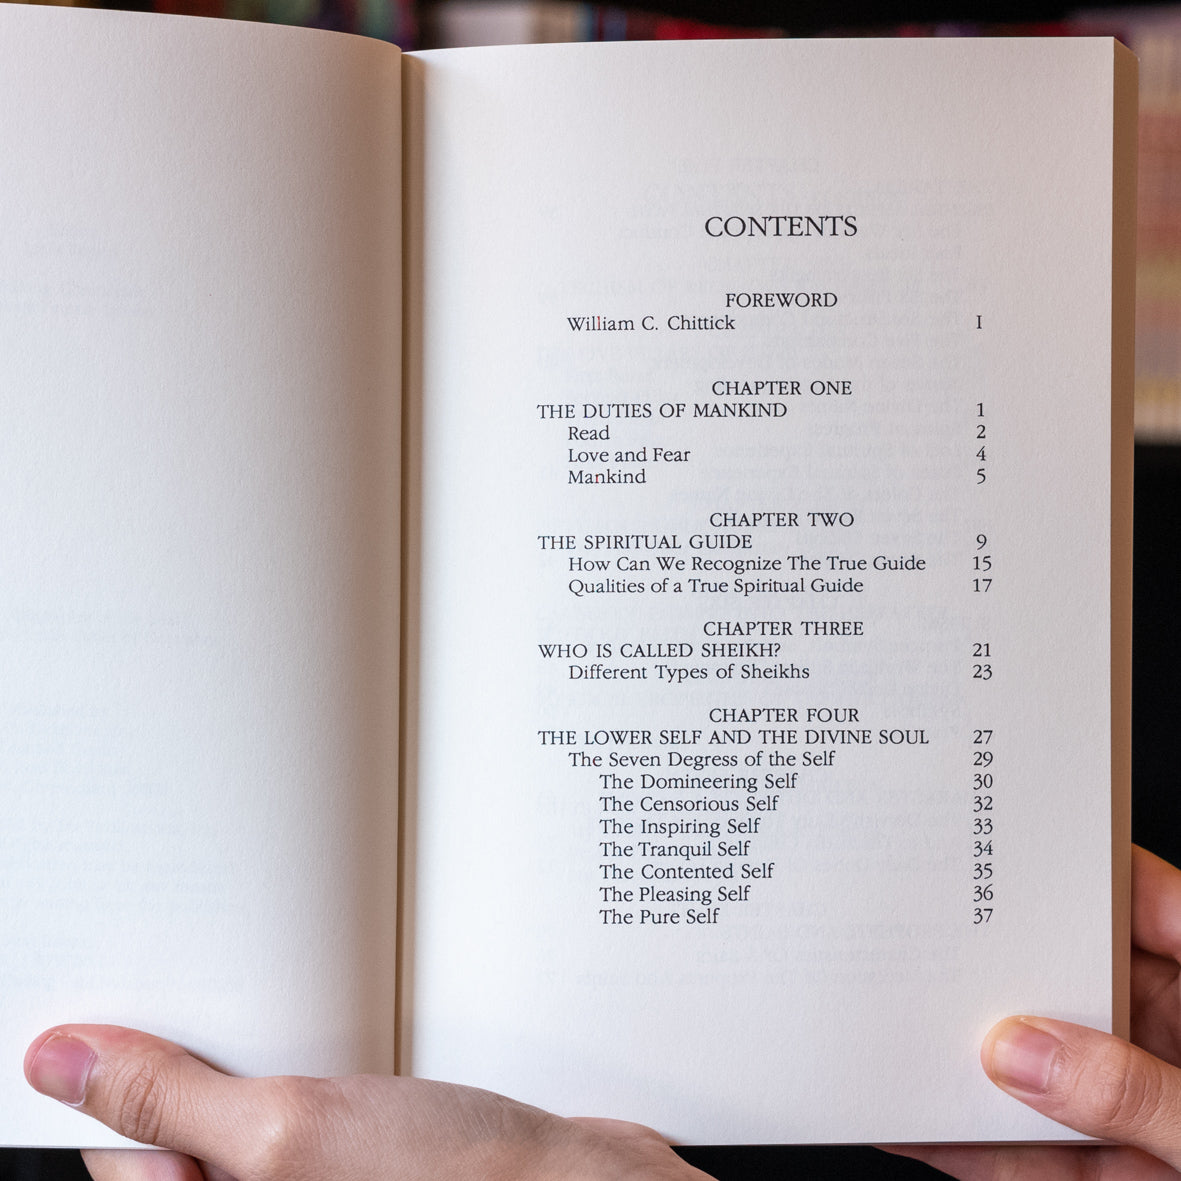 CONTENTS
FOREWORD
William C. Chittick I
CHAPTER ONE
THE DUTIES OF MANKIND 1
Read 2
Love and Fear 4
Mankind 5
CHAPTER TWO
THE SPIRITUAL GUIDE 9
How Can We Recognize The True Guide 15
Qualities of a True Spiritual Guide 17
CHAPTER THREE
WHO IS CALLED SHEIKH? 21
Different Types of Sheikhs 23
CHAPTER FOUR
THE LOWER SELF AND THE DIVINE SOUL 27
The Seven Degress of the Self 29
The Domineering Self 30
The Censorious Self 32
The Inspiring Self 33
The Tranquil Self 34
The Contented Self 35
The Pleasing Self 36
The Pure Self 37